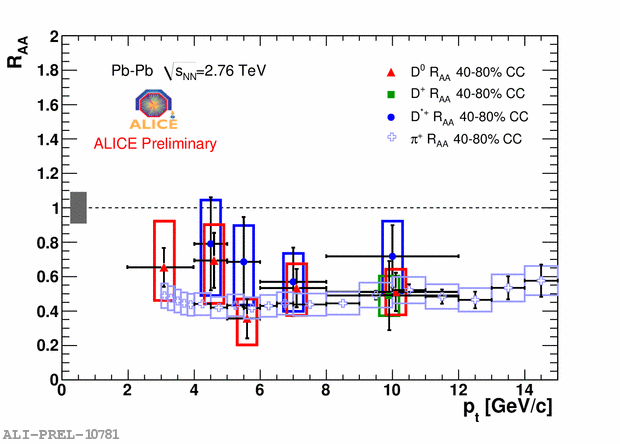 R_AA
2
1.8
1.6
1.4
1.2
1
0.8
0.6
0.4
0.2
0
Pb-Pb √s_NN=2.76 TeV
ALICE
ALICE Preliminary
D⁰ R_AA 40-80% CC
D⁺ R_AA 40-80% CC
D*⁺ R_AA 40-80% CC
π⁺ R_AA 40-80% CC
0 2 4 6 8 10 12 14
p_t [GeV/c]
ALI-PREL-10781